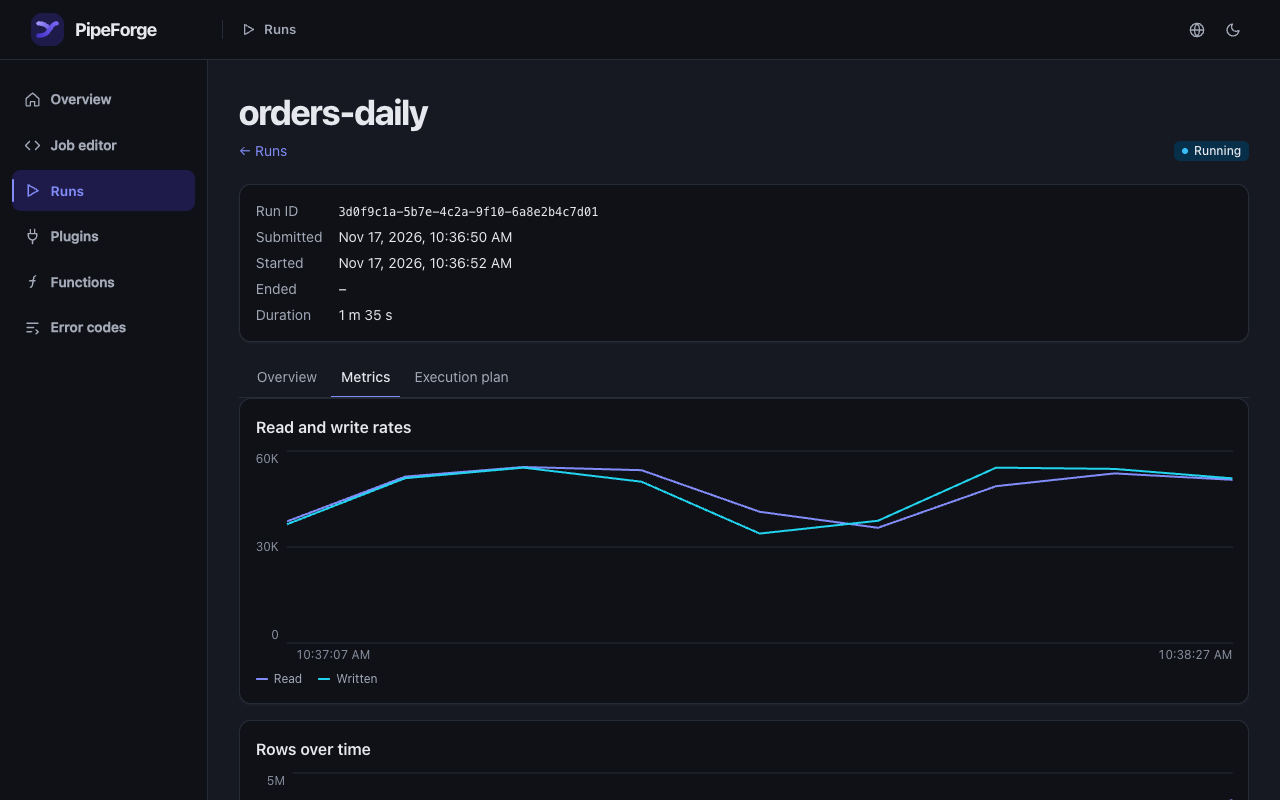 PipeForge
Runs
Overview
Job editor
Runs
Plugins
Functions
Error codes
orders-daily
← Runs
Running
Run ID 3d0f9c1a-5b7e-4c2a-9f10-6a8e2b4c7d01
Submitted Nov 17, 2026, 10:36:50 AM
Started Nov 17, 2026, 10:36:52 AM
Ended –
Duration 1 m 35 s
Overview Metrics Execution plan
Read and write rates
60K
30K
0
10:37:07 AM 10:38:27 AM
Read Written
Rows over time
5M